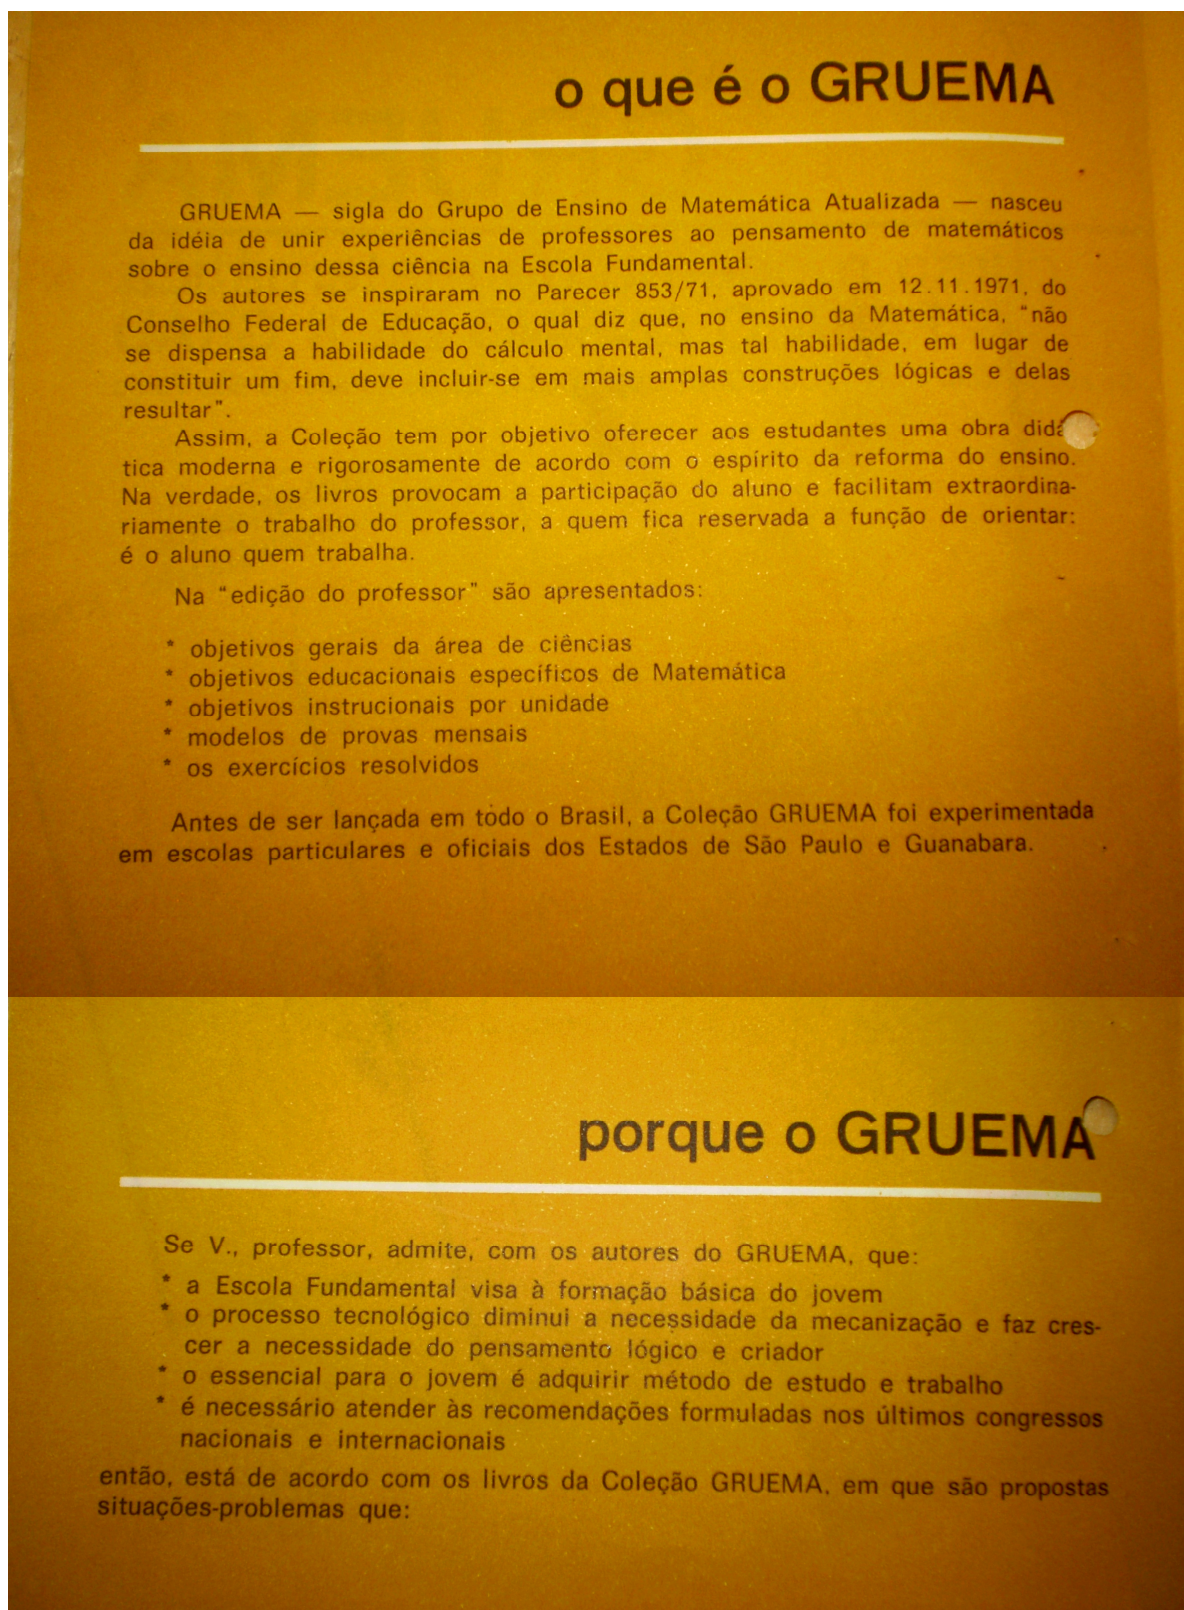 o que é o GRUEMA
GRUEMA — sigla do Grupo de Ensino de Matemática Atualizada — nasceu
da idéia de unir experiências de professores ao pensamento de matemáticos
sobre o ensino dessa ciência na Escola Fundamental.
Os autores se inspiraram no Parecer 853/71, aprovado em 12.11.1971, do
Conselho Federal de Educação, o qual diz que, no ensino da Matemática, "não
se dispensa a habilidade do cálculo mental, mas tal habilidade, em lugar de
constituir um fim, deve incluir-se em mais amplas construções lógicas e delas
resultar".
Assim, a Coleção tem por objetivo oferecer aos estudantes uma obra didá
tica moderna e rigorosamente de acordo com o espírito da reforma do ensino.
Na verdade, os livros provocam a participação do aluno e facilitam extraordina-
riamente o trabalho do professor, a quem fica reservada a função de orientar:
é o aluno quem trabalha.
Na "edição do professor" são apresentados:
* objetivos gerais da área de ciências
* objetivos educacionais específicos de Matemática
* objetivos instrucionais por unidade
* modelos de provas mensais
* os exercícios resolvidos
Antes de ser lançada em todo o Brasil, a Coleção GRUEMA foi experimentada
em escolas particulares e oficiais dos Estados de São Paulo e Guanabara.
porque o GRUEMA
Se V., professor, admite, com os autores do GRUEMA, que:
* a Escola Fundamental visa à formação básica do jovem
* o processo tecnológico diminui a necessidade da mecanização e faz cres-
cer a necessidade do pensamento lógico e criador
* o essencial para o jovem é adquirir método de estudo e trabalho
* é necessário atender às recomendações formuladas nos últimos congressos
nacionais e internacionais
então, está de acordo com os livros da Coleção GRUEMA, em que são propostas
situações-problemas que: